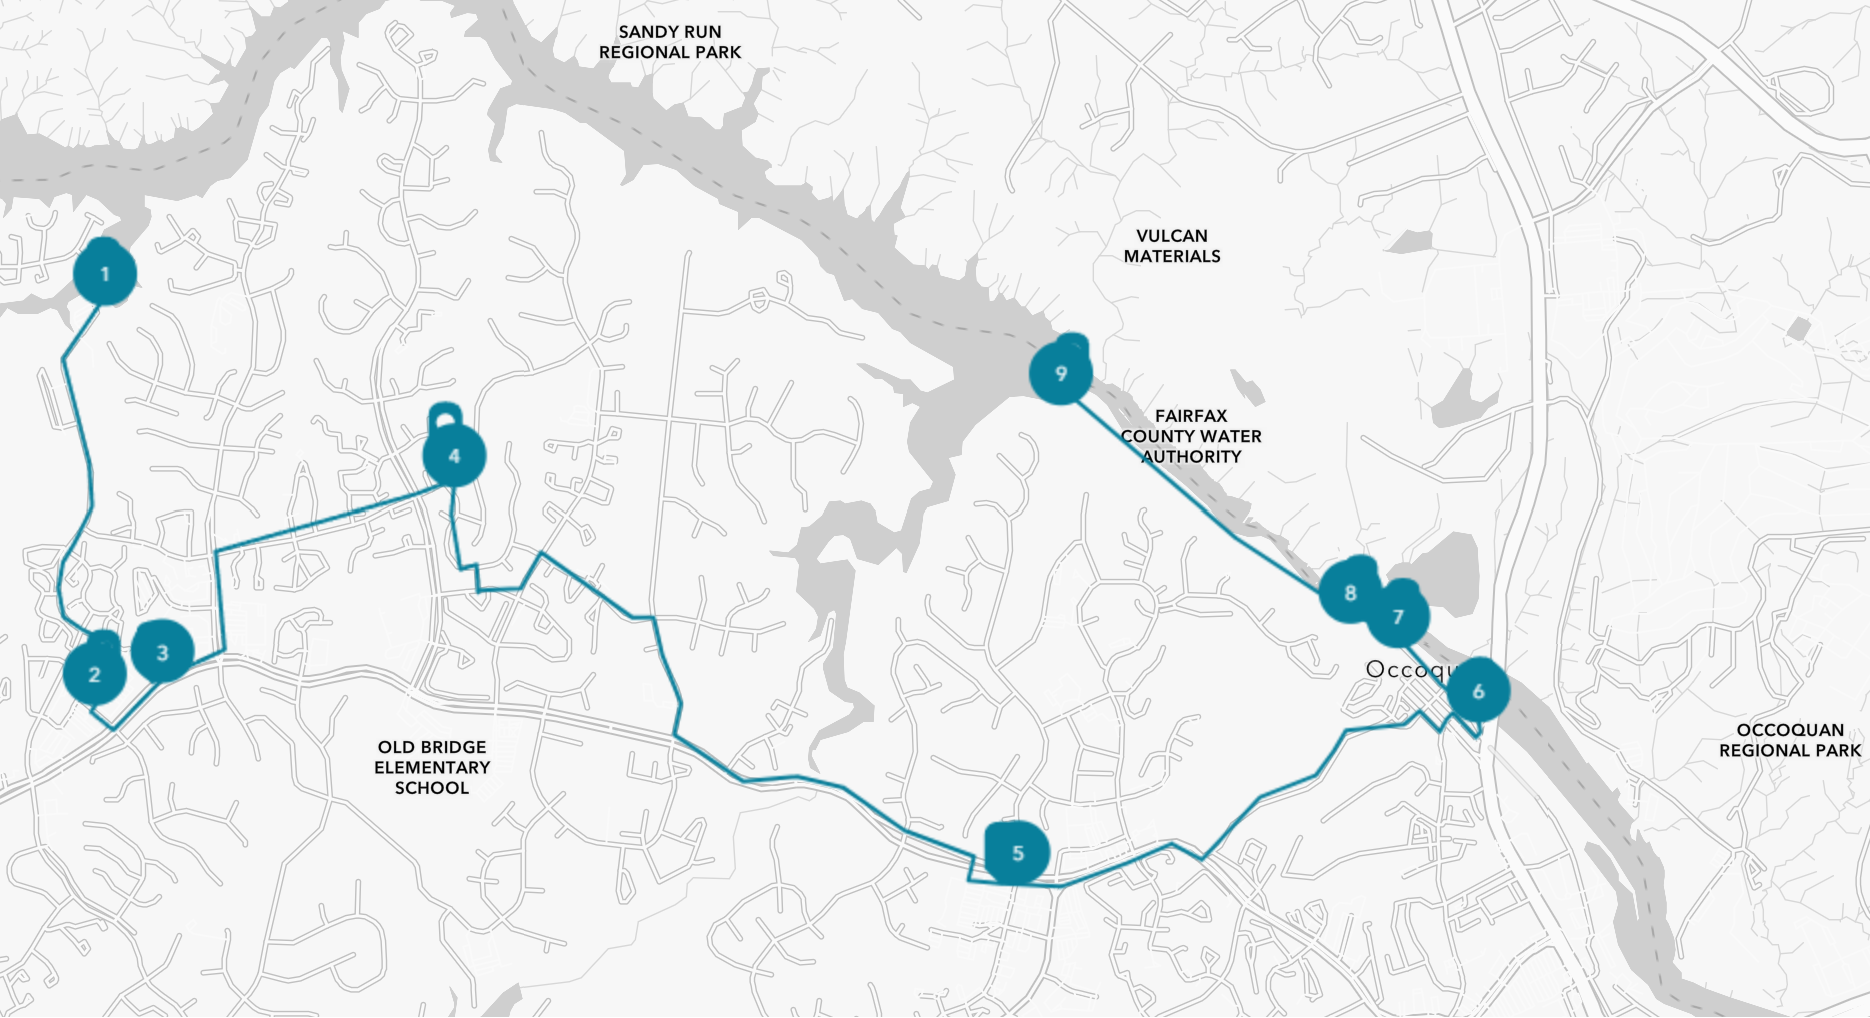 SANDY RUN
REGIONAL PARK
VULCAN
MATERIALS
1
9
FAIRFAX
COUNTY WATER
AUTHORITY
4
8
7
3
2
Occoqu
6
OCCOQUAN
REGIONAL PARK
OLD BRIDGE
ELEMENTARY
SCHOOL
5